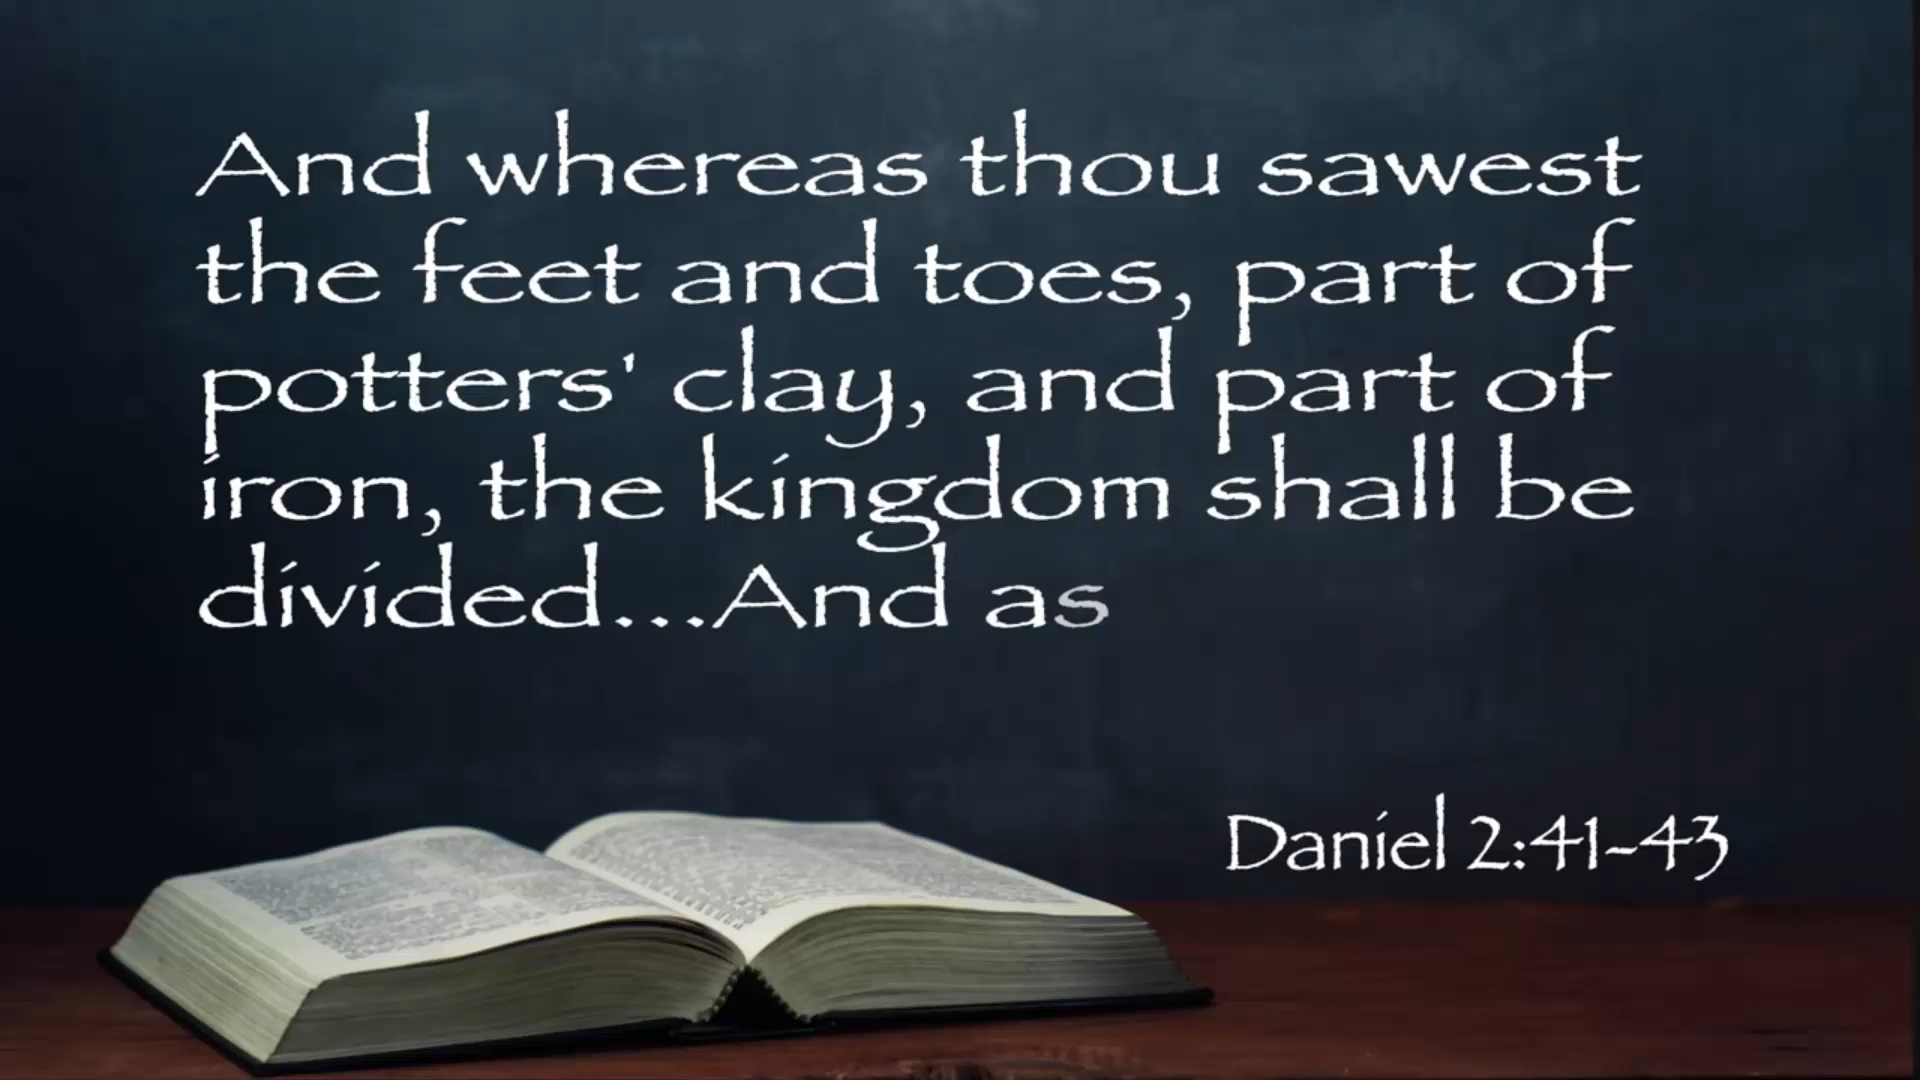 And whereas thou sawest
the feet and toes, part of
potters' clay, and part of
iron, the kingdom shall be
divided...And as
Daniel 2:41-43